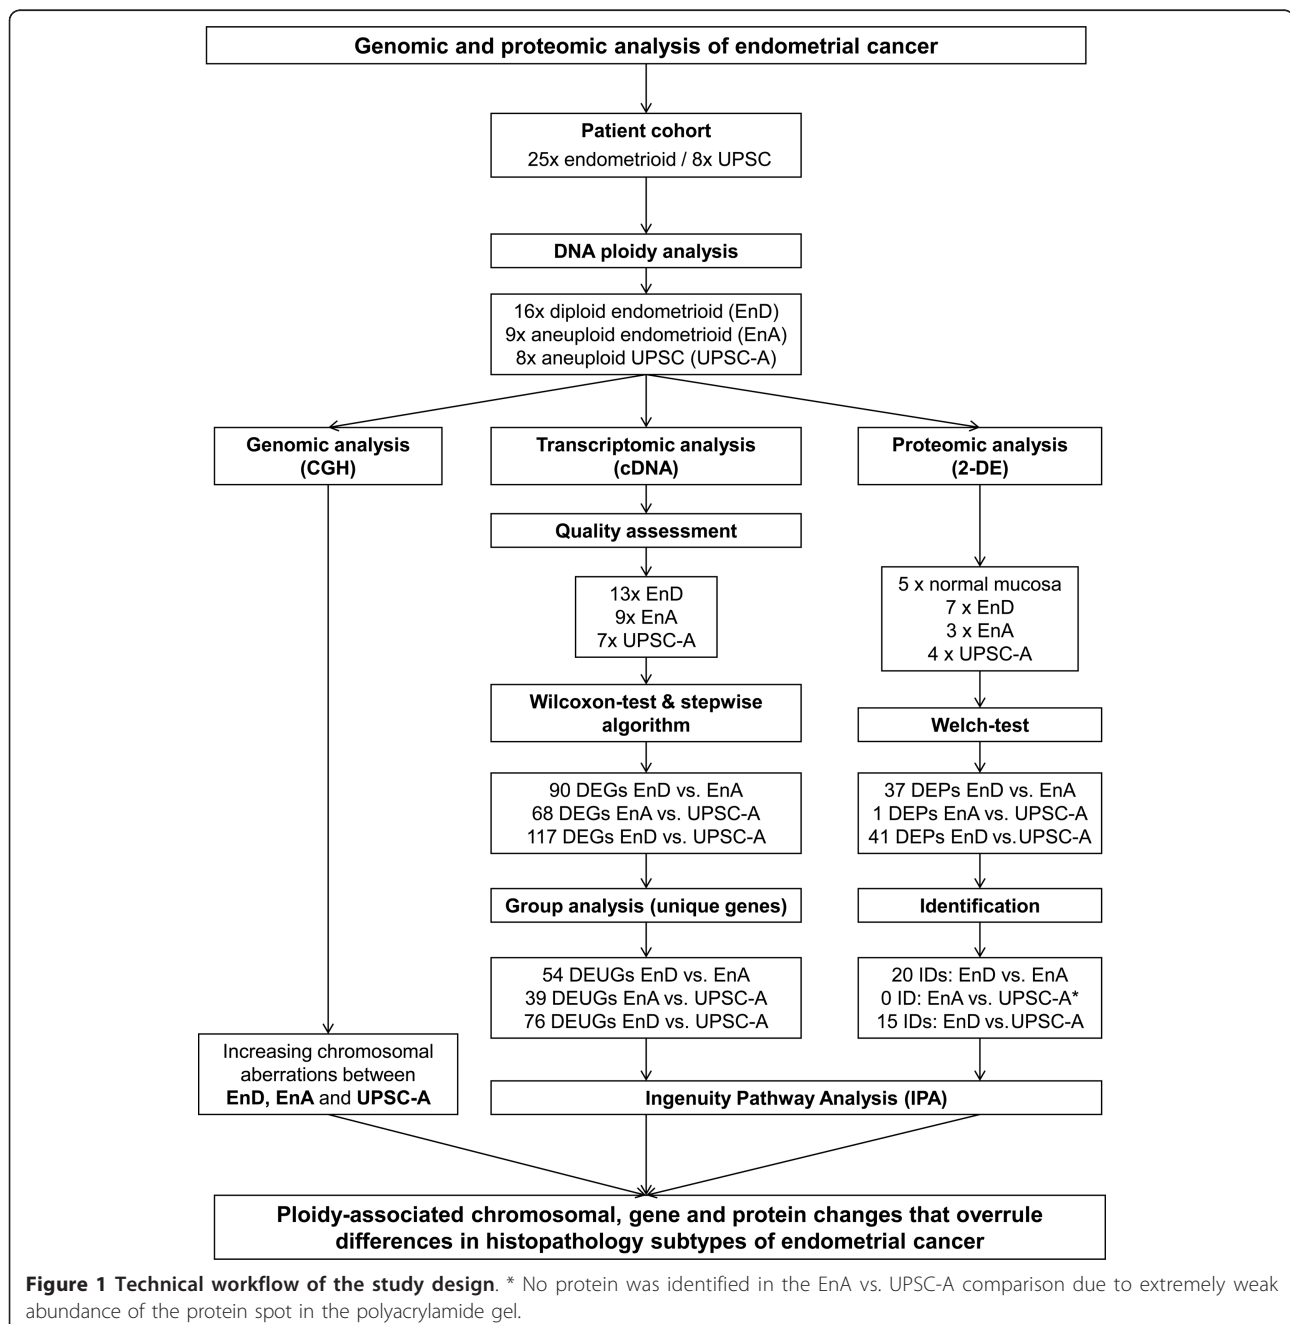 Genomic and proteomic analysis of endometrial cancer
Patient cohort
25x endometrioid / 8x UPSC
DNA ploidy analysis
16x diploid endometrioid (EnD)
9x aneuploid endometrioid (EnA)
8x aneuploid UPSC (UPSC-A)
Genomic analysis
(CGH)
Transcriptomic analysis
(cDNA)
Proteomic analysis
(2-DE)
Quality assessment
13x EnD
9x EnA
7x UPSC-A
5 x normal mucosa
7 x EnD
3 x EnA
4 x UPSC-A
Wilcoxon-test & stepwise
algorithm
Welch-test
90 DEGs EnD vs. EnA
68 DEGs EnA vs. UPSC-A
117 DEGs EnD vs. UPSC-A
37 DEPs EnD vs. EnA
1 DEPs EnA vs. UPSC-A
41 DEPs EnD vs. UPSC-A
Group analysis (unique genes)
Identification
54 DEUGs EnD vs. EnA
39 DEUGs EnA vs. UPSC-A
76 DEUGs EnD vs. UPSC-A
20 IDs: EnD vs. EnA
0 ID: EnA vs. UPSC-A*
15 IDs: EnD vs. UPSC-A
Increasing chromosomal
aberrations between
EnD, EnA and UPSC-A
Ingenuity Pathway Analysis (IPA)
Ploidy-associated chromosomal, gene and protein changes that overrule
differences in histopathology subtypes of endometrial cancer
Figure 1 Technical workflow of the study design. * No protein was identified in the EnA vs. UPSC-A comparison due to extremely weak
abundance of the protein spot in the polyacrylamide gel.